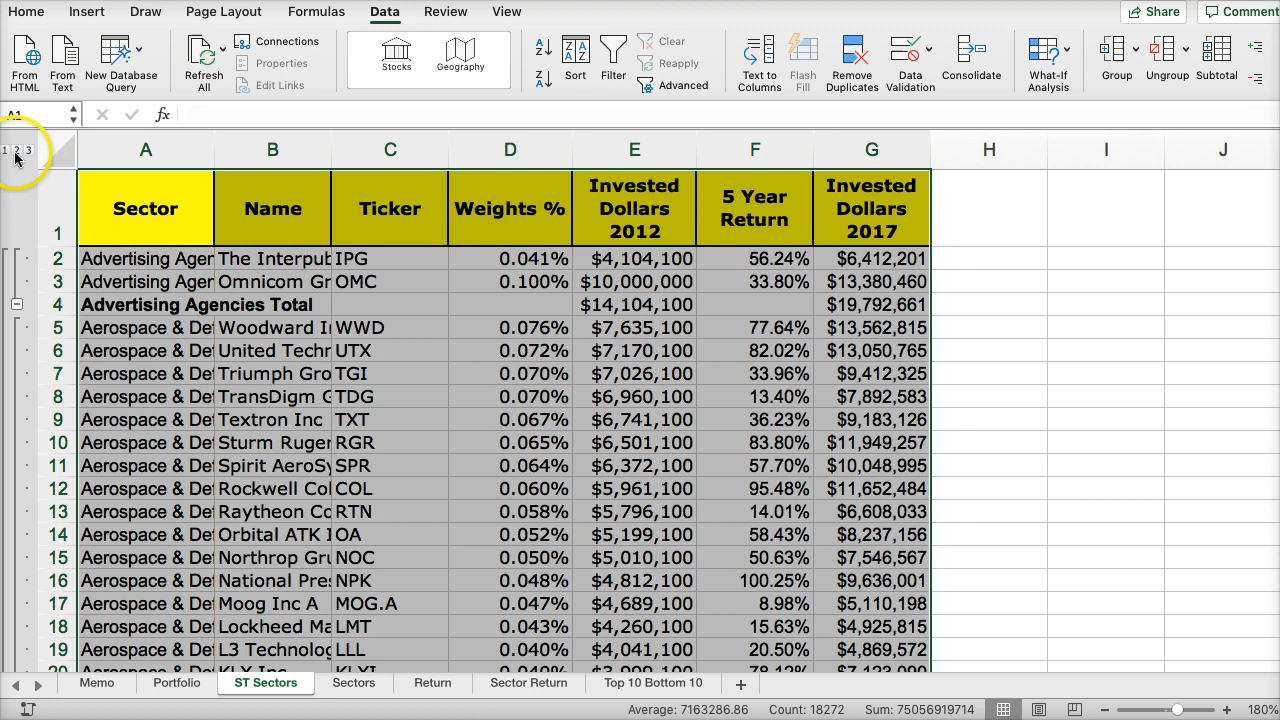 Home Insert Draw Page Layout Formulas Data Review View Share Comment
From HTML From Text New Database Query Refresh All Connections Properties Edit Links Stocks Geography Sort Filter Clear Reapply Advanced Text to Columns Flash Fill Remove Duplicates Data Validation Consolidate What-If Analysis Group Ungroup Subtotal
A1 fx
1 2 3 A B C D E F G H I J
1 Sector Name Ticker Weights % Invested Dollars 2012 5 Year Return Invested Dollars 2017
2 Advertising Agen The Interpub IPG 0.041% $4,104,100 56.24% $6,412,201
3 Advertising Agen Omnicom Gr OMC 0.100% $10,000,000 33.80% $13,380,460
4 Advertising Agencies Total $14,104,100 $19,792,661
5 Aerospace & Def Woodward In WWD 0.076% $7,635,100 77.64% $13,562,815
6 Aerospace & Def United Techn UTX 0.072% $7,170,100 82.02% $13,050,765
7 Aerospace & Def Triumph Gro TGI 0.070% $7,026,100 33.96% $9,412,325
8 Aerospace & Def TransDigm G TDG 0.070% $6,960,100 13.40% $7,892,583
9 Aerospace & Def Textron Inc TXT 0.067% $6,741,100 36.23% $9,183,126
10 Aerospace & Def Sturm Ruger RGR 0.065% $6,501,100 83.80% $11,949,257
11 Aerospace & Def Spirit AeroSy SPR 0.064% $6,372,100 57.70% $10,048,995
12 Aerospace & Def Rockwell Col COL 0.060% $5,961,100 95.48% $11,652,484
13 Aerospace & Def Raytheon Co RTN 0.058% $5,796,100 14.01% $6,608,033
14 Aerospace & Def Orbital ATK I OA 0.052% $5,199,100 58.43% $8,237,156
15 Aerospace & Def Northrop Gru NOC 0.050% $5,010,100 50.63% $7,546,567
16 Aerospace & Def National Pres NPK 0.048% $4,812,100 100.25% $9,636,001
17 Aerospace & Def Moog Inc A MOG.A 0.047% $4,689,100 8.98% $5,110,198
18 Aerospace & Def Lockheed Ma LMT 0.043% $4,260,100 15.63% $4,925,815
19 Aerospace & Def L3 Technolog LLL 0.040% $4,041,100 20.50% $4,869,572
20 Aerospace & Def KLX Inc KLXI
Memo Portfolio ST Sectors Sectors Return Sector Return Top 10 Bottom 10 +
Average: 7163286.86 Count: 18272 Sum: 75056919714 180%